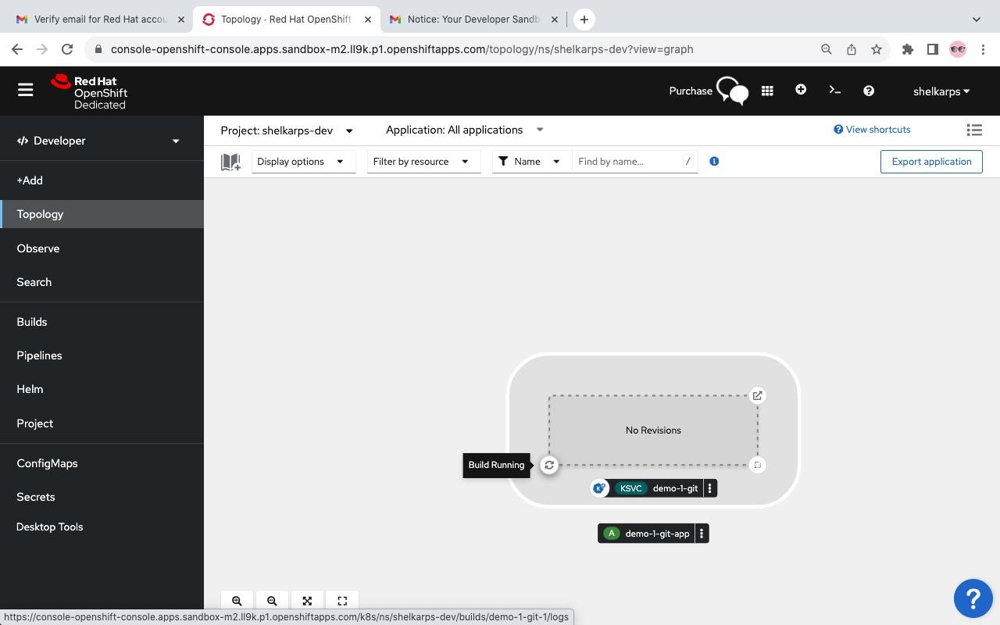 Verify email for Red Hat accou
Topology · Red Hat OpenShift
Notice: Your Developer Sandb
console-openshift-console.apps.sandbox-m2.ll9k.p1.openshiftapps.com/topology/ns/shelkarps-dev?view=graph
Red Hat
OpenShift
Dedicated
Purchase
shelkarps
Developer
Project: shelkarps-dev
Application: All applications
View shortcuts
Display options
Filter by resource
Name
Find by name...
/
Export application
+Add
Topology
Observe
Search
Builds
Pipelines
Helm
Project
ConfigMaps
Secrets
Desktop Tools
No Revisions
Build Running
KSVC demo-1-git
A demo-1-git-app
?
https://console-openshift-console.apps.sandbox-m2.ll9k.p1.openshiftapps.com/k8s/ns/shelkarps-dev/builds/demo-1-git-1/logs